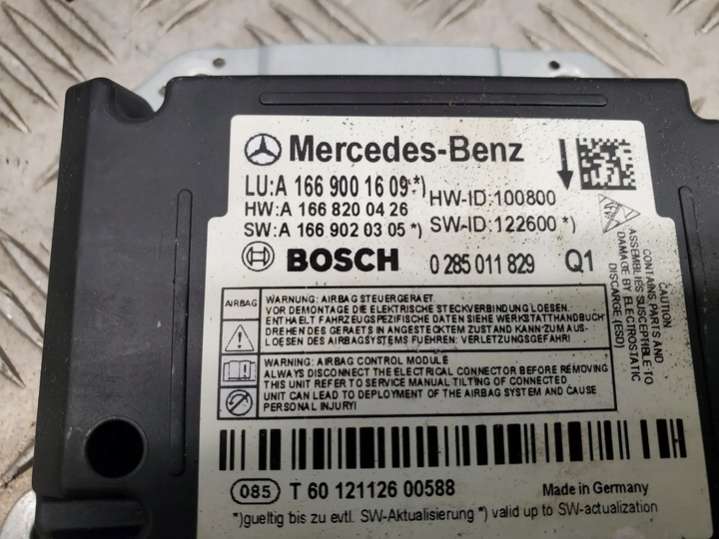 Mercedes-Benz
LU:A 166 900 16 09 *)
HW-ID:100800
HW:A 166 820 04 26
SW-ID:122600 *)
SW:A 166 902 03 05 *)
BOSCH
0 285 011 829
Q1
CAUTION
CONTAINS PARTS AND
ASSEMBLIES SUSCEPTIBLE TO
DAMAGE BY ELECTROSTATIC
DISCHARGE (ESD)
AIRBAG
WARNUNG: AIRBAG STEUERGERAET
VOR DEMONTAGE DIE ELEKTRISCHE STECKVERBINDUNG LOESEN.
ENTHAELT FAHRZEUGSPEZIFISCHE DATEN SIEHE WERKSTATTHANDBUCH
DREHEN DES GERAETS IN ANGESTECKTEM ZUSTAND KANN ZUM AUS-
LOESEN DES AIRBAGSYSTEMS FUEHREN: VERLETZUNGSGEFAHR!
WARNING: AIRBAG CONTROL MODULE
ALWAYS DISCONNECT THE ELECTRICAL CONNECTOR BEFORE REMOVING
THIS UNIT REFER TO SERVICE MANUAL TILTING OF CONNECTED
UNIT CAN LEAD TO DEPLOYMENT OF THE AIRBAG SYSTEM AND CAUSE
PERSONAL INJURY!
085
T 60 121126 00588
Made in Germany
*)gueltig bis zu evtl. SW-Aktualisierung *) valid up to SW-actualization